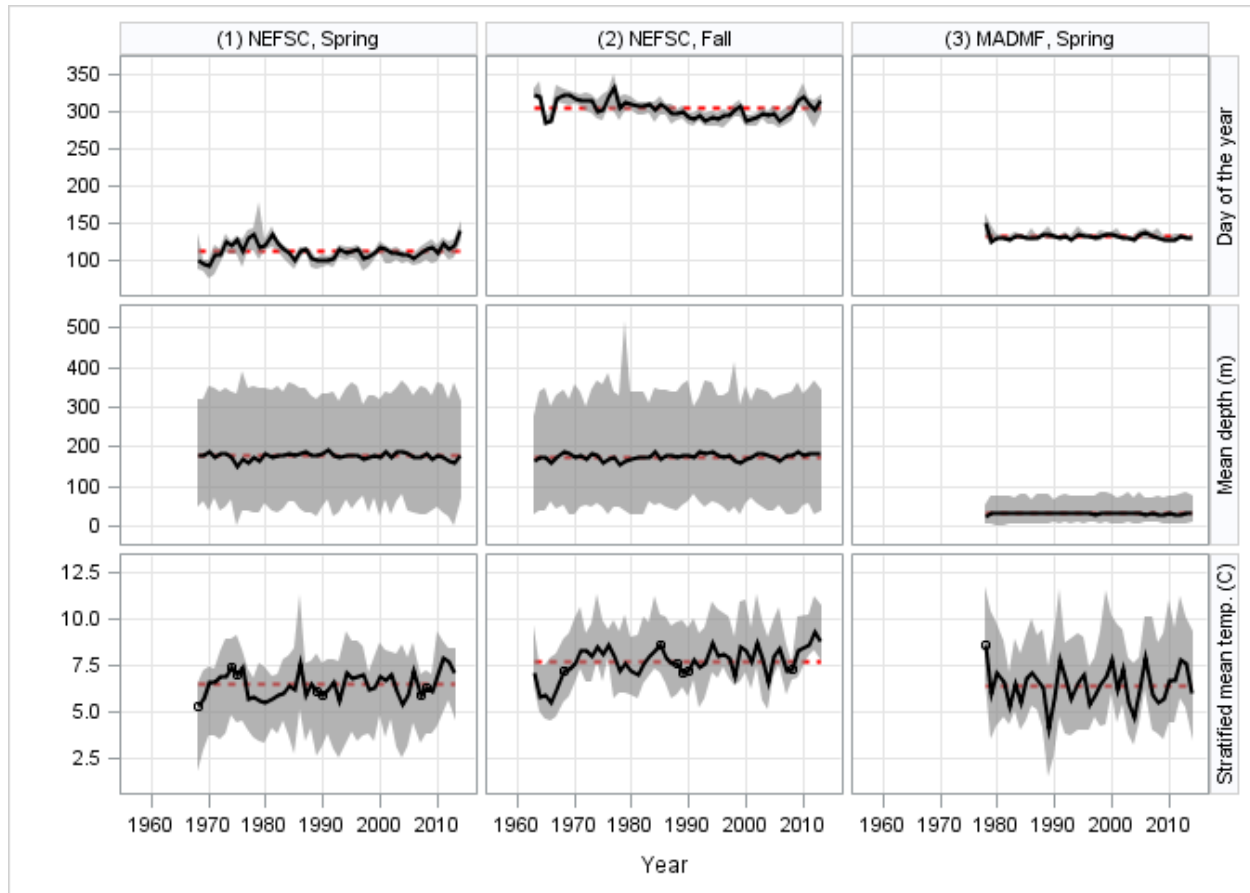 (1) NEFSC, Spring
(2) NEFSC, Fall
(3) MADMF, Spring
350
300
250
200
150
100
Day of the year
500
400
300
200
100
0
Mean depth (m)
12.5
10.0
7.5
5.0
2.5
Stratified mean temp. (C)
1960 1970 1980 1990 2000 2010
1960 1970 1980 1990 2000 2010
1960 1970 1980 1990 2000 2010
Year